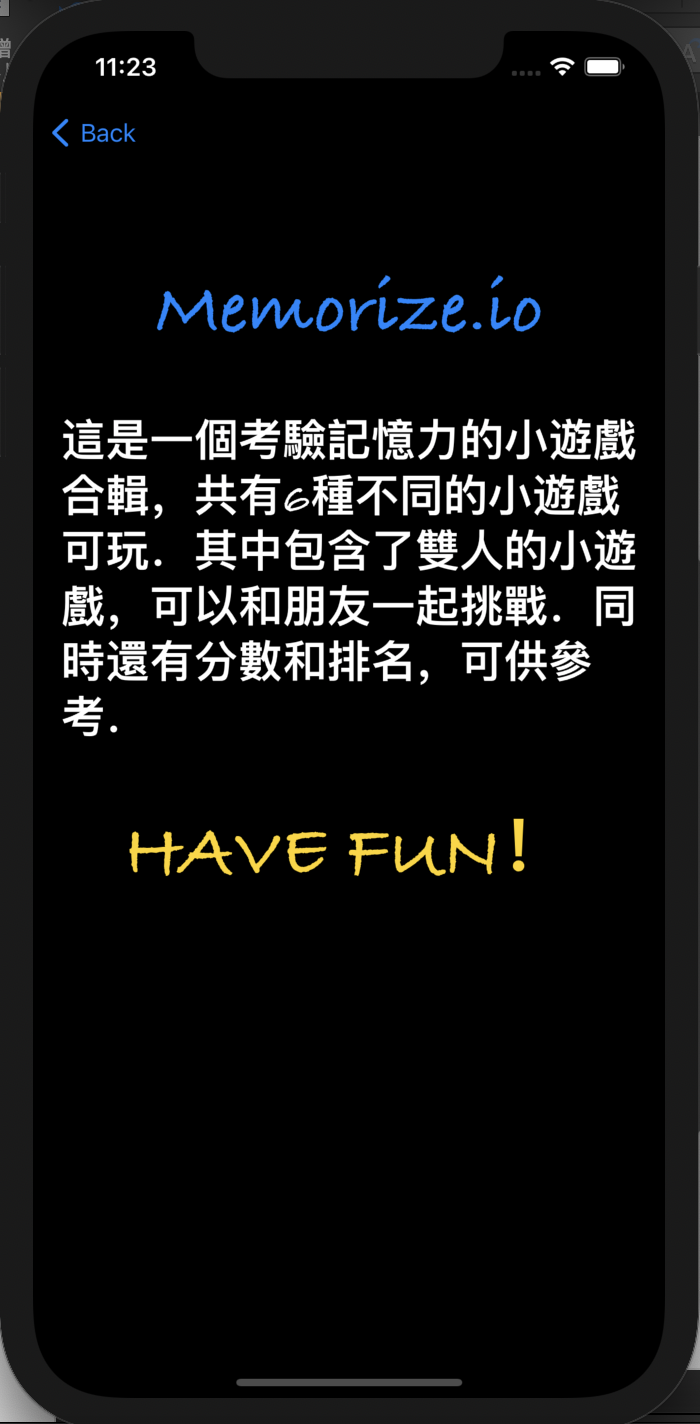 11:23
Back
Memorize.io
這是一個考驗記憶力的小遊戲
合輯，共有6種不同的小遊戲
可玩．其中包含了雙人的小遊
戲，可以和朋友一起挑戰．同
時還有分數和排名，可供參
考．
HAVE FUN！